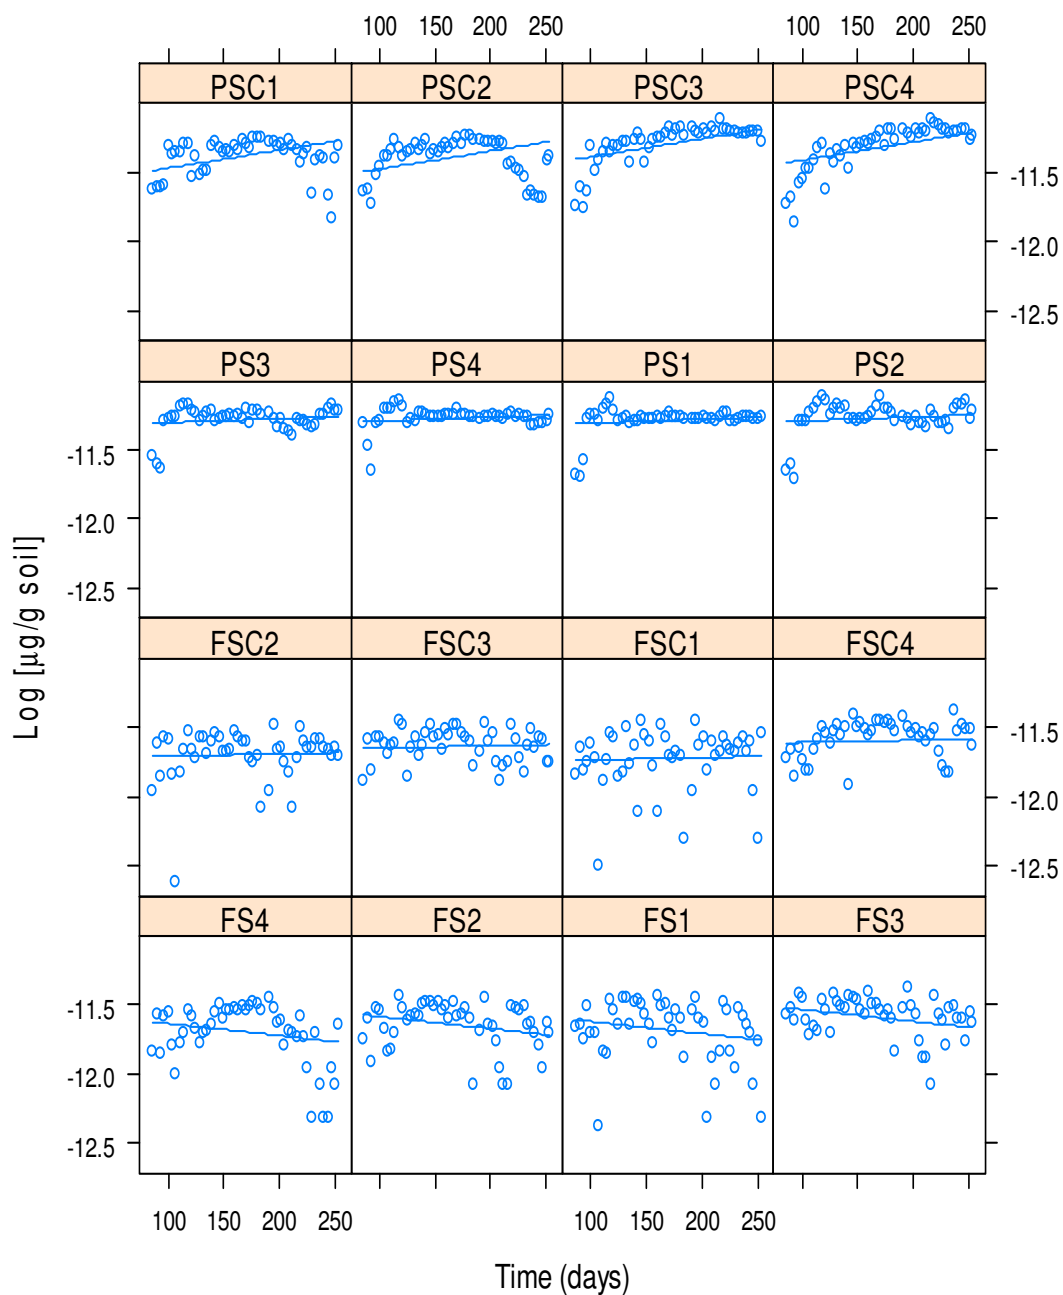 100 150 200 250 100 150 200 250
PSC1 PSC2 PSC3 PSC4
-11.5
-12.0
-12.5
PS3 PS4 PS1 PS2
-11.5
-12.0
-12.5
FSC2 FSC3 FSC1 FSC4
-11.5
-12.0
-12.5
FS4 FS2 FS1 FS3
-11.5
-12.0
-12.5
100 150 200 250 100 150 200 250
Time (days)
Log [µg/g soil]